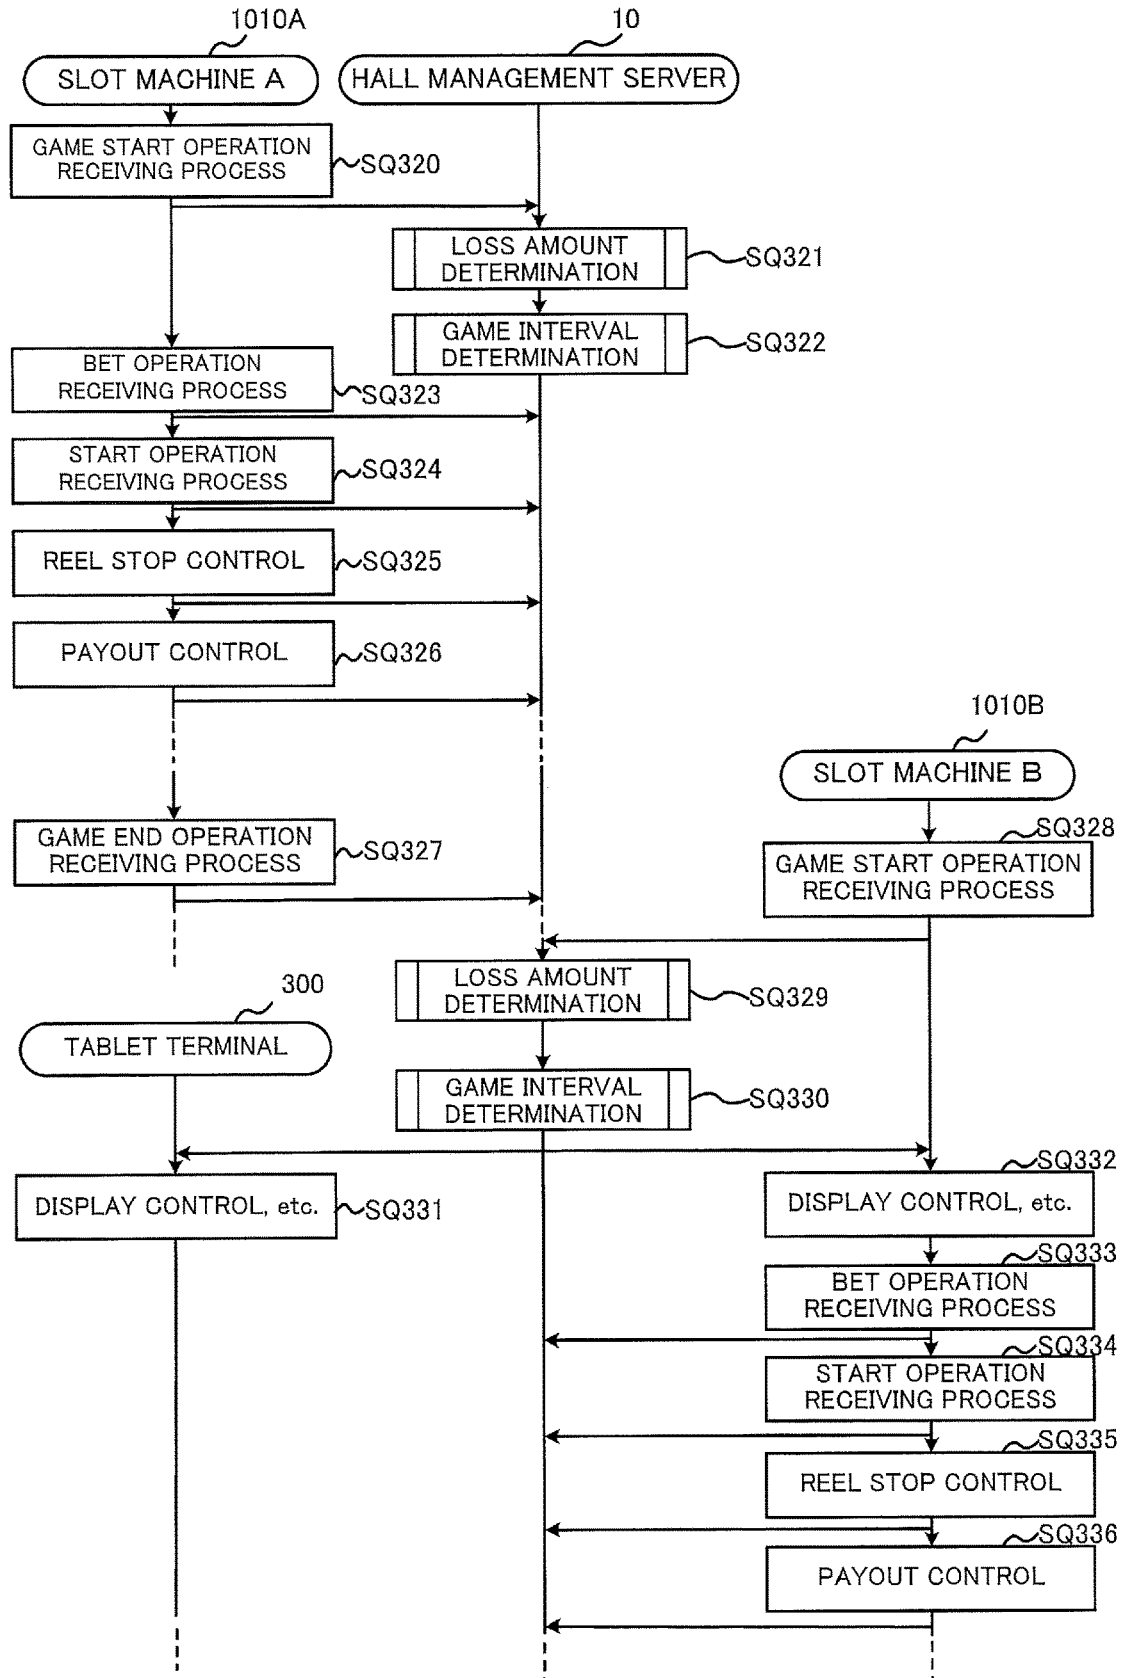 1010A
10
SLOT MACHINE A
HALL MANAGEMENT SERVER
GAME START OPERATION
RECEIVING PROCESS
SQ320
LOSS AMOUNT
DETERMINATION
SQ321
GAME INTERVAL
DETERMINATION
SQ322
BET OPERATION
RECEIVING PROCESS
SQ323
START OPERATION
RECEIVING PROCESS
SQ324
REEL STOP CONTROL
SQ325
PAYOUT CONTROL
SQ326
1010B
SLOT MACHINE B
GAME END OPERATION
RECEIVING PROCESS
SQ327
SQ328
GAME START OPERATION
RECEIVING PROCESS
LOSS AMOUNT
DETERMINATION
SQ329
300
TABLET TERMINAL
GAME INTERVAL
DETERMINATION
SQ330
DISPLAY CONTROL, etc.
SQ331
SQ332
DISPLAY CONTROL, etc.
SQ333
BET OPERATION
RECEIVING PROCESS
SQ334
START OPERATION
RECEIVING PROCESS
SQ335
REEL STOP CONTROL
SQ336
PAYOUT CONTROL